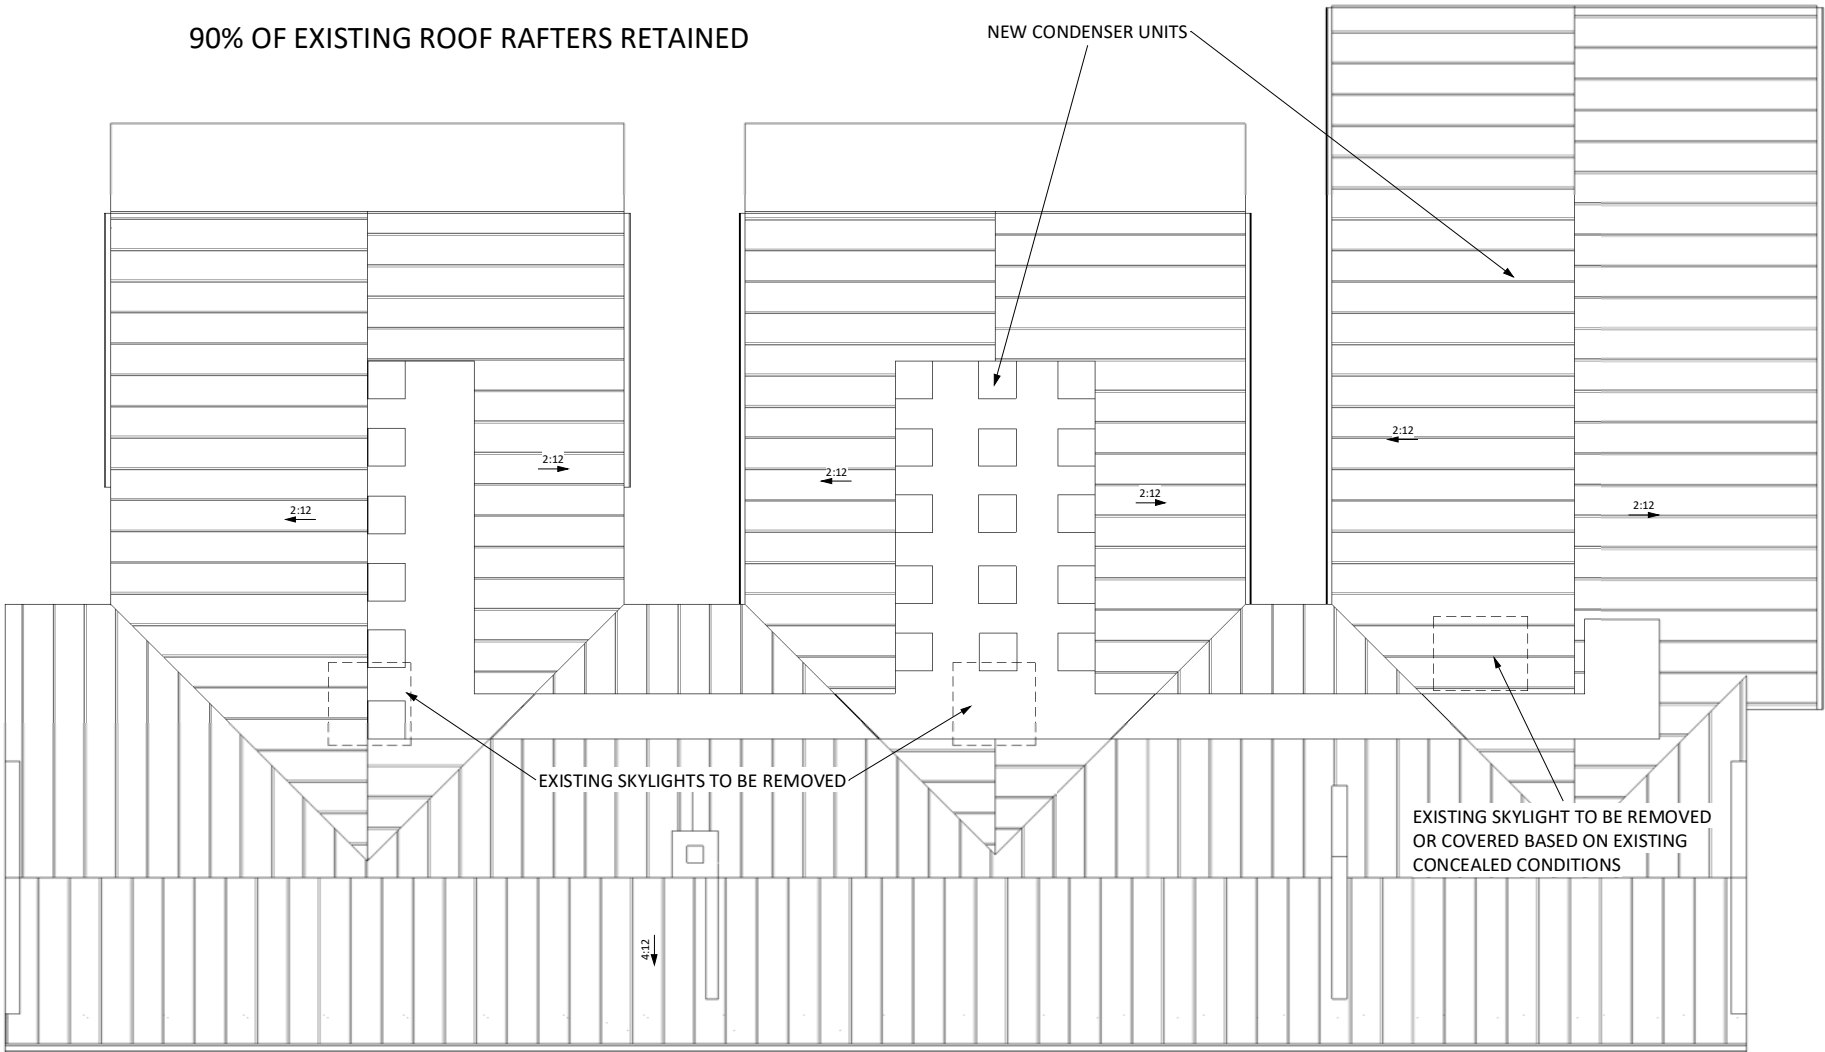 90% OF EXISTING ROOF RAFTERS RETAINED
NEW CONDENSER UNITS
2:12
2:12
2:12
2:12
2:12
2:12
EXISTING SKYLIGHTS TO BE REMOVED
EXISTING SKYLIGHT TO BE REMOVED
OR COVERED BASED ON EXISTING
CONCEALED CONDITIONS
4:12